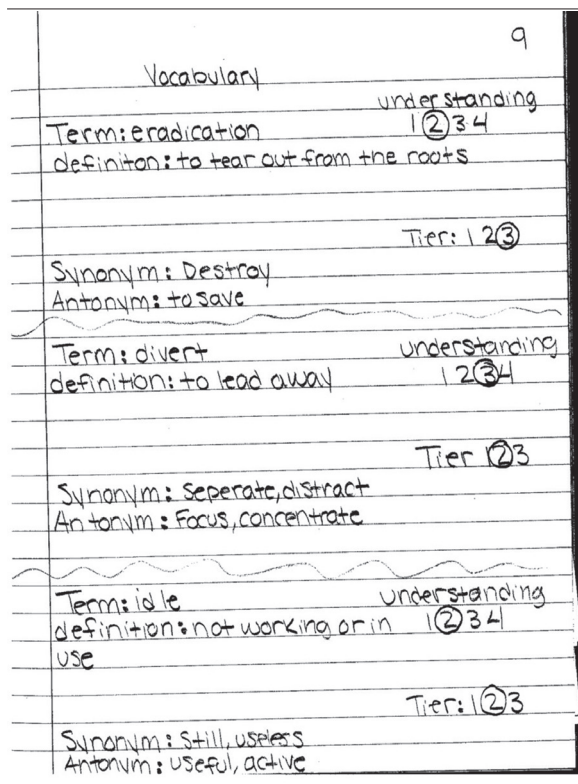 9
Vocabulary
understanding
Term: eradication 1 2 3 4
definiton: to tear out from the roots
Tier: 1 2 3
Synonym: Destroy
Antonym: to save
Term: divert understanding
definition: to lead away 1 2 3 4
Tier 1 2 3
Synonym: Seperate, distract
Antonym: Focus, concentrate
Term: idle understanding
definition: not working or in 1 2 3 4
use
Tier: 1 2 3
Synonym: Still, useless
Antonym: useful, active